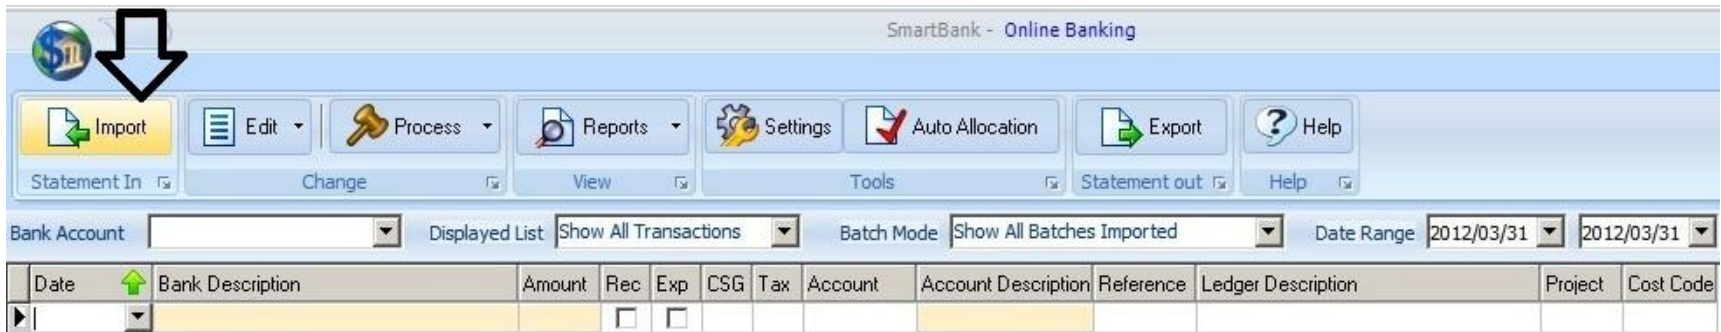 SmartBank - Online Banking
Import Edit Process Reports Settings Auto Allocation Export Help
Statement In Change View Tools Statement out Help
Bank Account Displayed List Show All Transactions Batch Mode Show All Batches Imported Date Range 2012/03/31 2012/03/31
Date Bank Description Amount Rec Exp CSG Tax Account Account Description Reference Ledger Description Project Cost Code